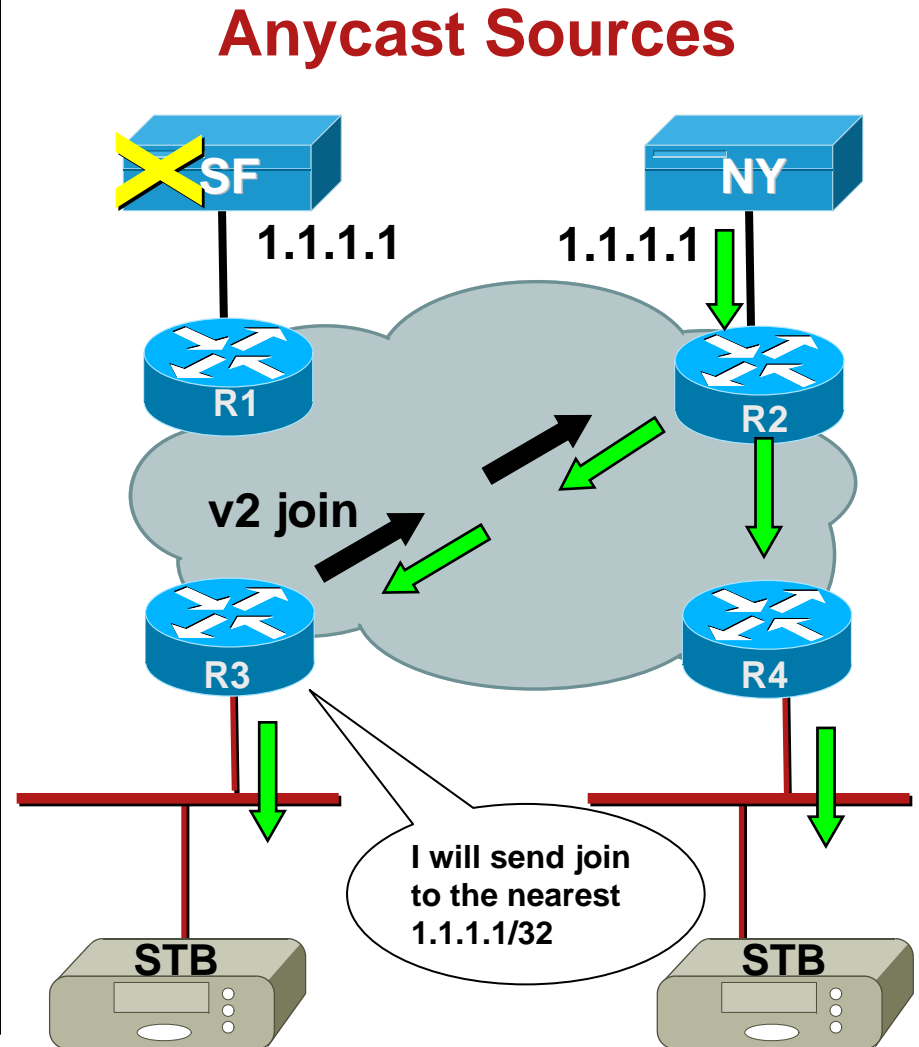 Anycast Sources
SF
NY
1.1.1.1
1.1.1.1
R1
R2
v2 join
R3
R4
I will send join
to the nearest
1.1.1.1/32
STB
STB